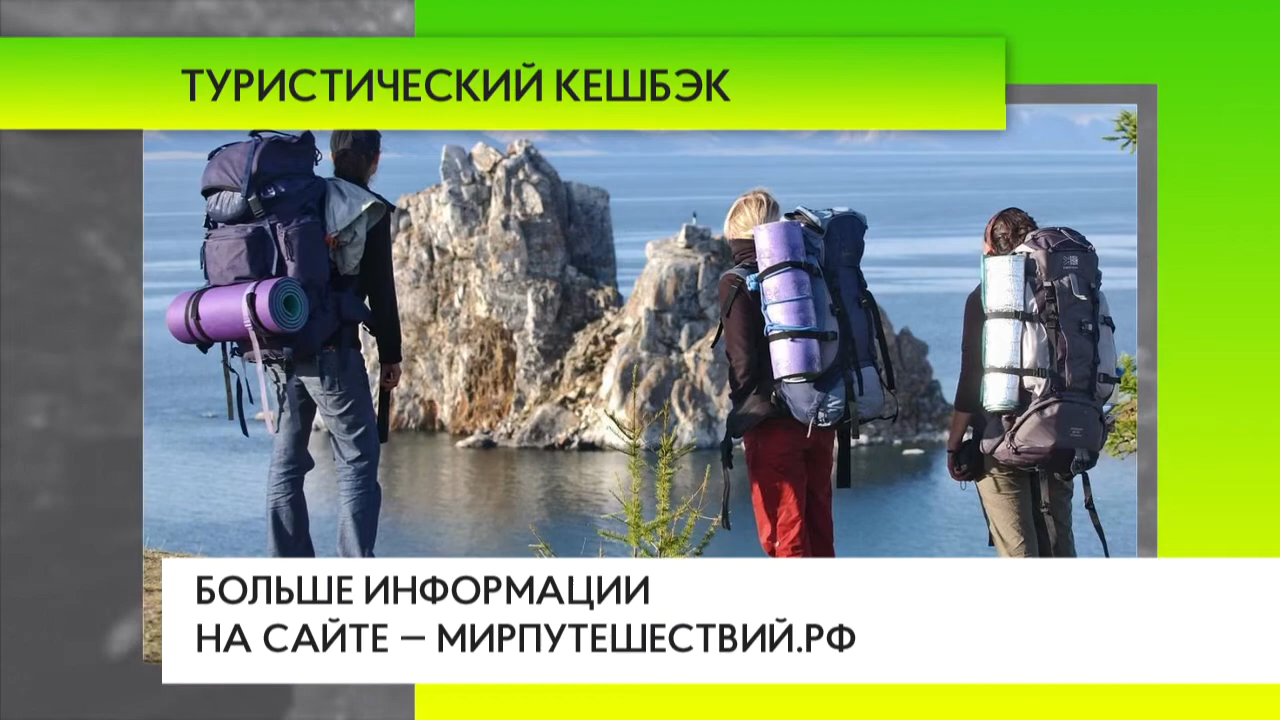 ТУРИСТИЧЕСКИЙ КЕШБЭК
БОЛЬШЕ ИНФОРМАЦИИ
НА САЙТЕ – МИРПУТЕШЕСТВИЙ.РФ